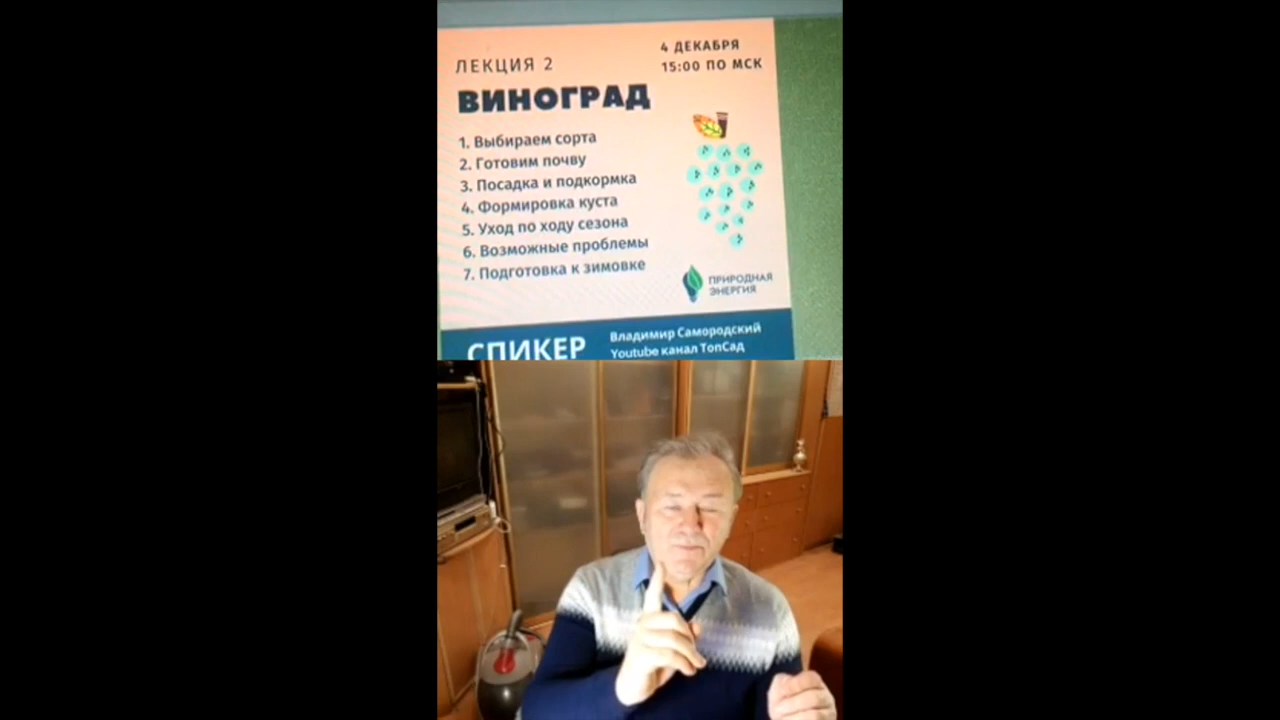 4 ДЕКАБРЯ
15:00 ПО МСК
ЛЕКЦИЯ 2
ВИНОГРАД
1. Выбираем сорта
2. Готовим почву
3. Посадка и подкормка
4. Формировка куста
5. Уход по ходу сезона
6. Возможные проблемы
7. Подготовка к зимовке
ПРИРОДНАЯ
ЭНЕРГИЯ
СПИКЕР
Владимир Самородский
Youtube канал ТопСад